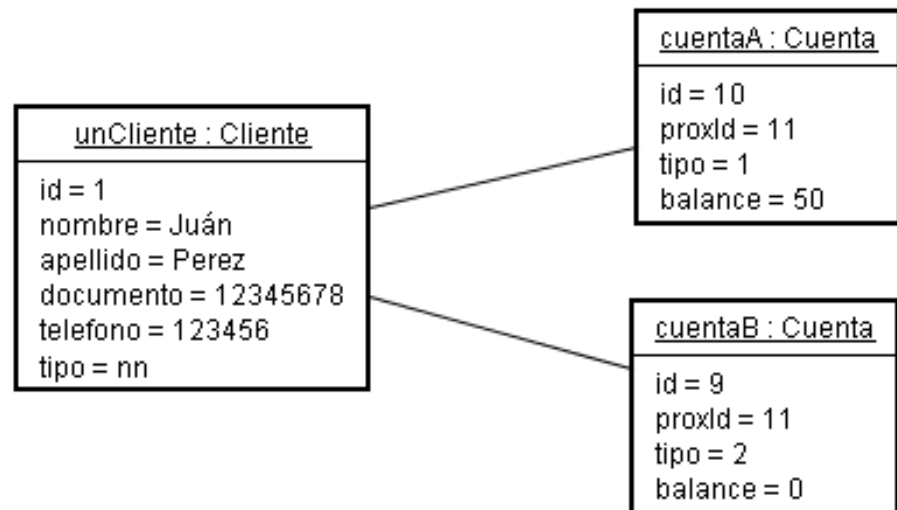 unCliente : Cliente
id = 1
nombre = Juán
apellido = Perez
documento = 12345678
telefono = 123456
tipo = nn
cuentaA : Cuenta
id = 10
proxId = 11
tipo = 1
balance = 50
cuentaB : Cuenta
id = 9
proxId = 11
tipo = 2
balance = 0